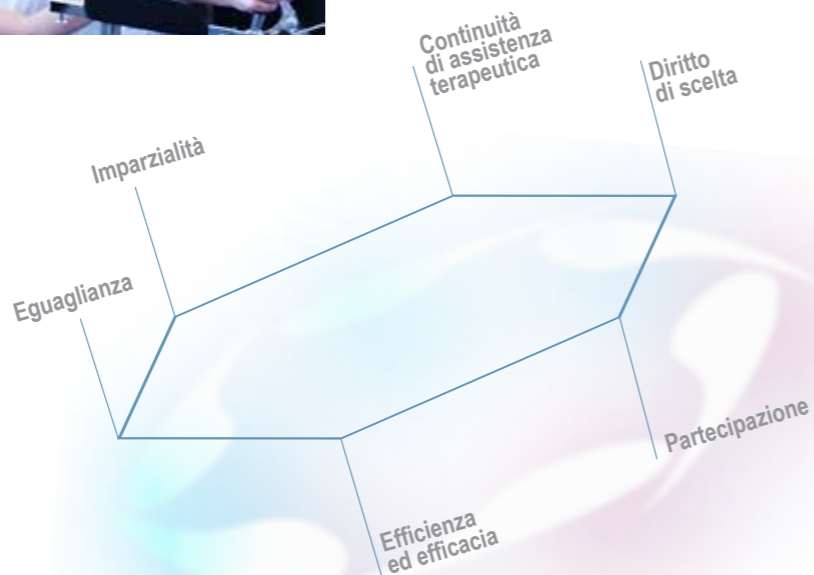 Continuità
di assistenza
terapeutica
Diritto
di scelta
Imparzialità
Eguaglianza
Partecipazione
Efficienza
ed efficacia